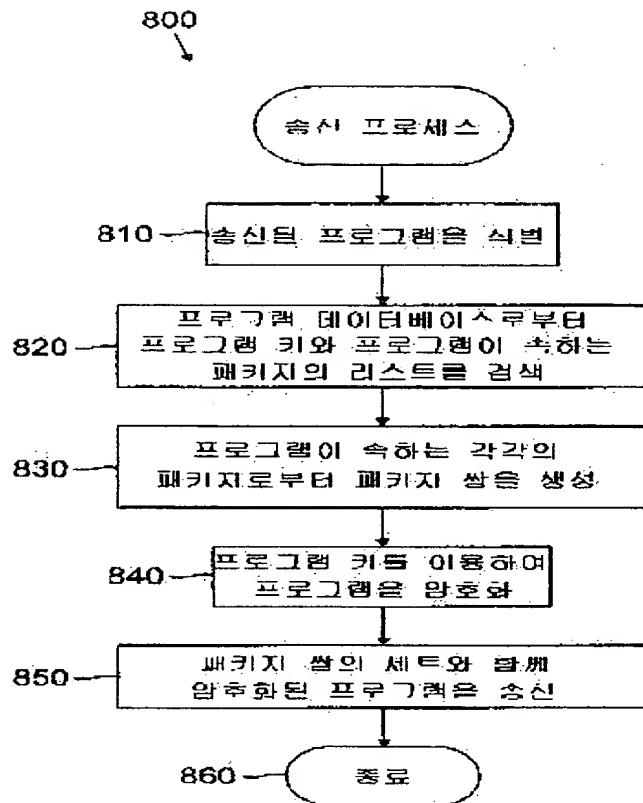 800
송신 프로세스
810
송신될 프로그램을 식별
820
프로그램 데이터베이스로부터
프로그램 키와 프로그램이 속하는
패키지의 리스트를 검색
830
프로그램이 속하는 각각의
패키지로부터 패키지 쌍을 생성
840
프로그램 키를 이용하여
프로그램을 암호화
850
패키지 쌍의 세트와 함께
암호화된 프로그램을 송신
860
종료